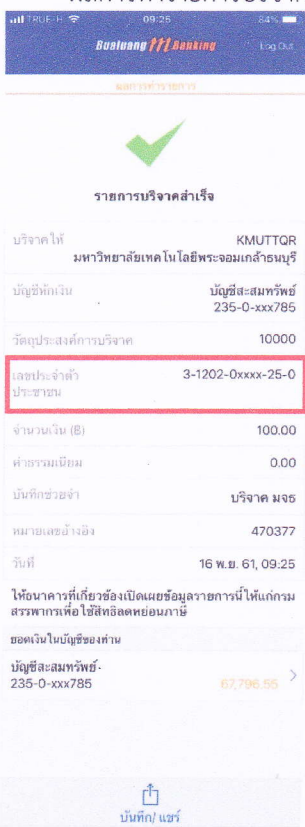 TRUE-H 09:25 84%
Bualuang mBanking Log Out
ผลการทำรายการ
รายการบริจาคสำเร็จ
บริจาคให้ KMUTTQR
มหาวิทยาลัยเทคโนโลยีพระจอมเกล้าธนบุรี
บัญชีหักเงิน บัญชีสะสมทรัพย์
235-0-xxx785
วัตถุประสงค์การบริจาค 10000
เลขประจำตัว 3-1202-0xxxx-25-0
ประชาชน
จำนวนเงิน (฿) 100.00
ค่าธรรมเนียม 0.00
บันทึกช่วยจำ บริจาค มจธ
หมายเลขอ้างอิง 470377
วันที่ 16 พ.ย. 61, 09:25
ให้ธนาคารที่เกี่ยวข้องเปิดเผยข้อมูลรายการนี้ให้แก่กรม
สรรพากรเพื่อใช้สิทธิลดหย่อนภาษี
ยอดเงินในบัญชีของท่าน
บัญชีสะสมทรัพย์
235-0-xxx785 67,796.55
บันทึก/ แชร์